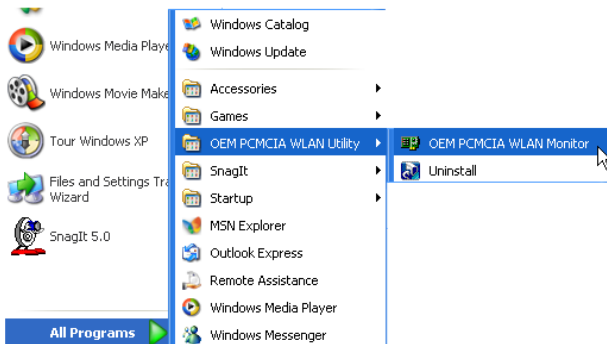 Windows Media Playe
Windows Movie Make
Tour Windows XP
Files and Settings Tra
Wizard
SnagIt 5.0
All Programs
Windows Catalog
Windows Update
Accessories
Games
OEM PCMCIA WLAN Utility
SnagIt
Startup
MSN Explorer
Outlook Express
Remote Assistance
Windows Media Player
Windows Messenger
OEM PCMCIA WLAN Monitor
Uninstall